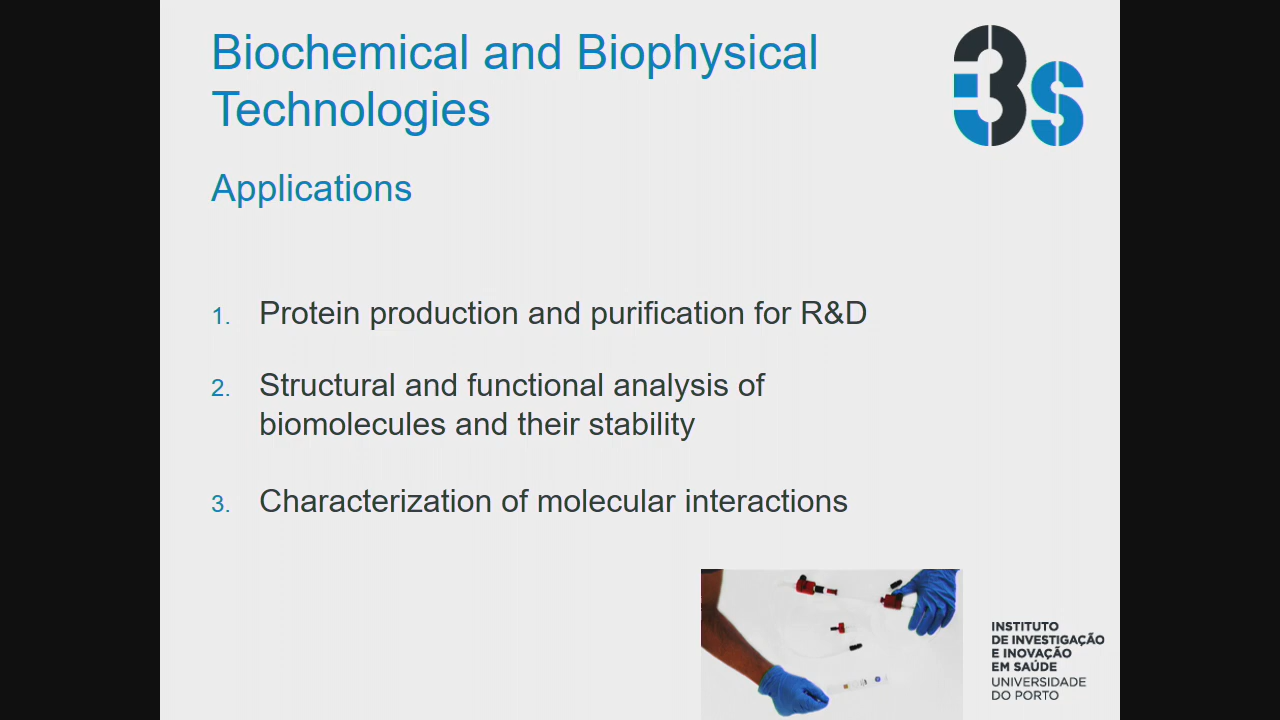 Biochemical and Biophysical
Technologies
Applications
1. Protein production and purification for R&D
2. Structural and functional analysis of
biomolecules and their stability
3. Characterization of molecular interactions
i3s
INSTITUTO
DE INVESTIGAÇÃO
E INOVAÇÃO
EM SAÚDE
UNIVERSIDADE
DO PORTO